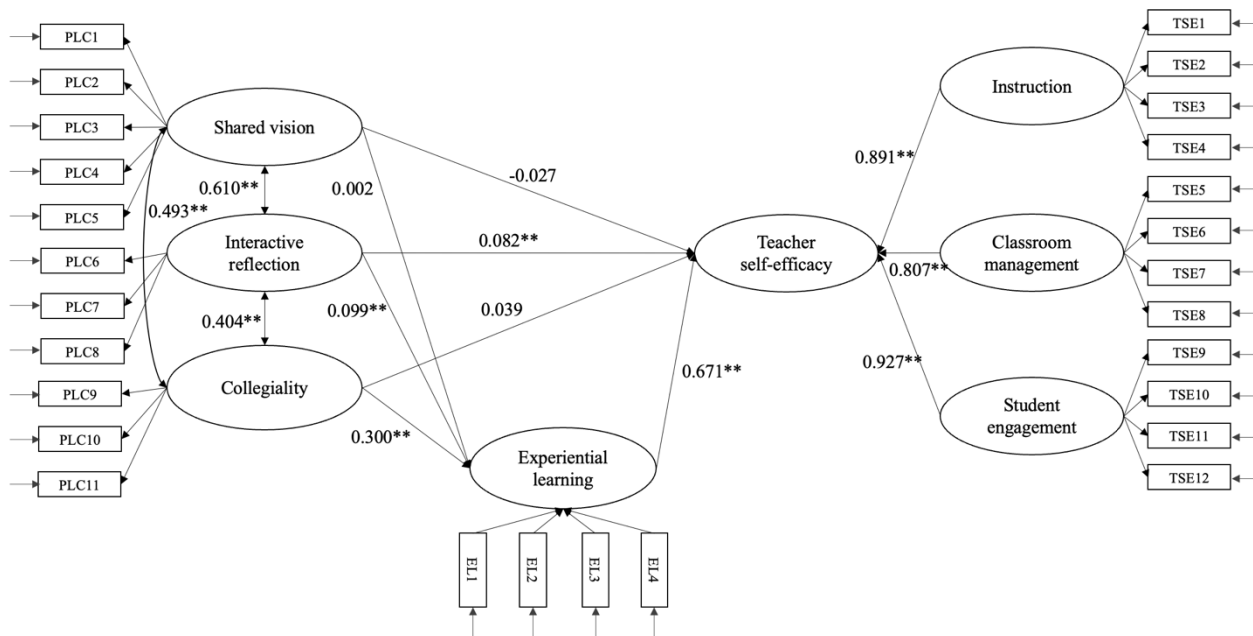 PLC1
PLC2
PLC3
PLC4
PLC5
PLC6
PLC7
PLC8
PLC9
PLC10
PLC11
Shared vision
0.610**
0.493**
Interactive
reflection
0.404**
Collegiality
-0.027
0.002
0.082**
0.099**
0.039
0.300**
0.671**
Experiential
learning
EL1
EL2
EL3
EL4
Teacher
self-efficacy
0.891**
0.807**
0.927**
Instruction
Classroom
management
Student
engagement
TSE1
TSE2
TSE3
TSE4
TSE5
TSE6
TSE7
TSE8
TSE9
TSE10
TSE11
TSE12